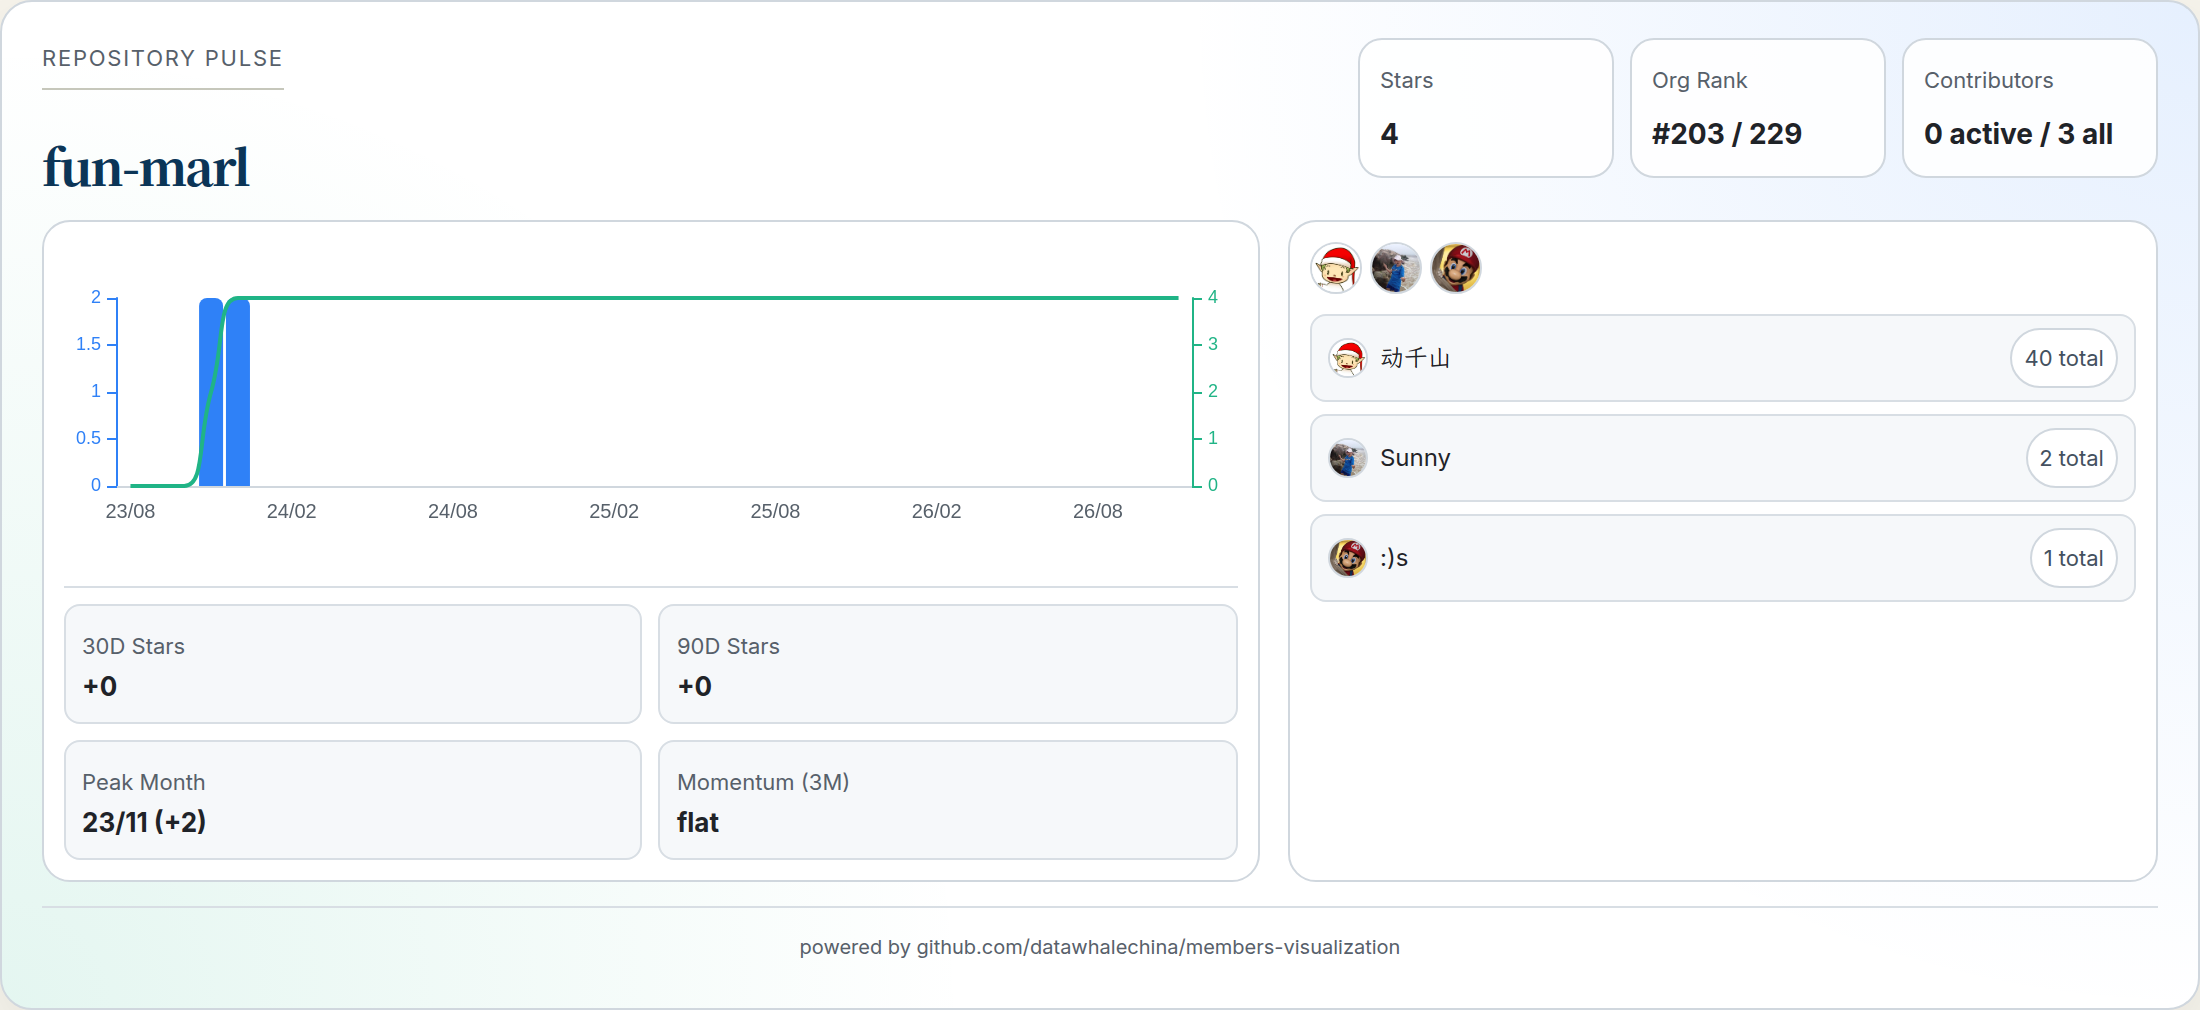 REPOSITORY PULSE
fun-marl
Stars
4
Org Rank
#203 / 229
Contributors
0 active / 3 all
2
1.5
1
0.5
0
4
3
2
1
0
23/08
24/02
24/08
25/02
25/08
26/02
26/08
30D Stars
+0
90D Stars
+0
Peak Month
23/11 (+2)
Momentum (3M)
flat
动千山
40 total
Sunny
2 total
:)s
1 total
powered by github.com/datawhalechina/members-visualization